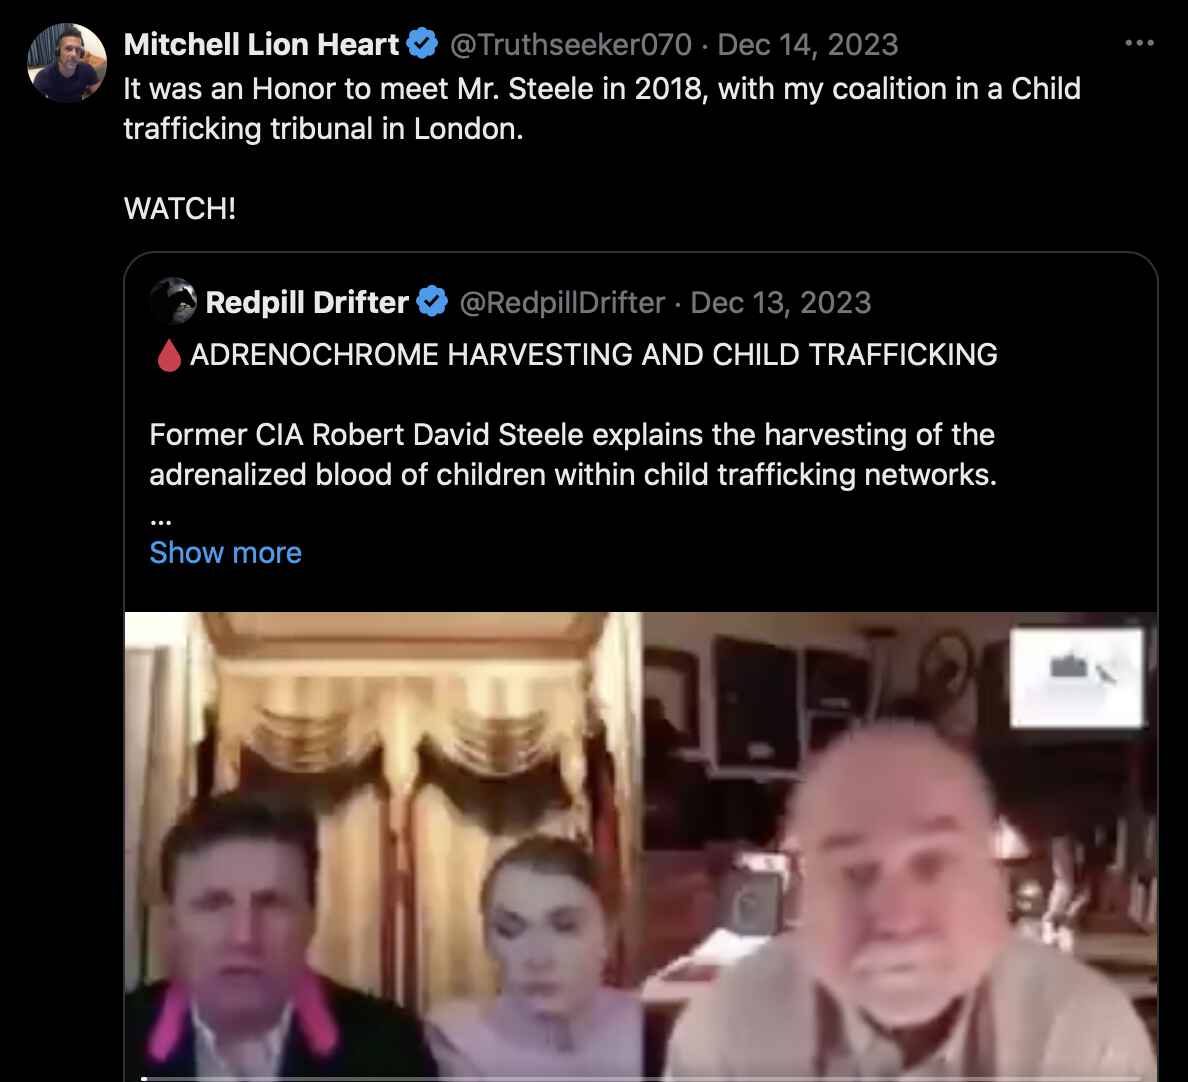 Mitchell Lion Heart @Truthseeker070 · Dec 14, 2023
It was an Honor to meet Mr. Steele in 2018, with my coalition in a Child
trafficking tribunal in London.
WATCH!
Redpill Drifter @RedpillDrifter · Dec 13, 2023
🩸ADRENOCHROME HARVESTING AND CHILD TRAFFICKING
Former CIA Robert David Steele explains the harvesting of the
adrenalized blood of children within child trafficking networks.
...
Show more